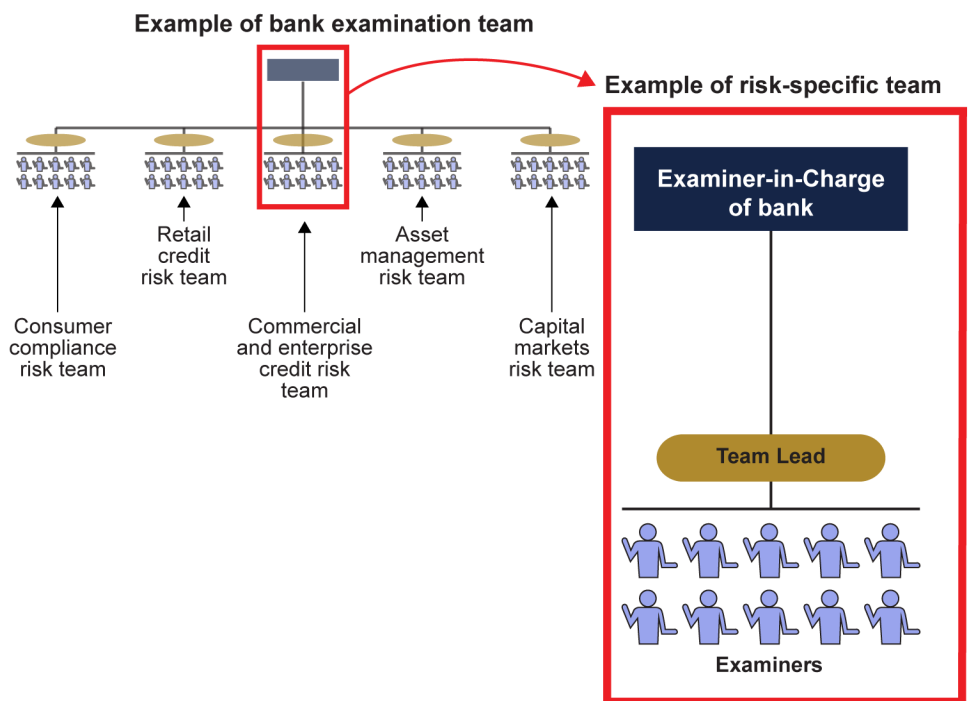 Example of bank examination team
Example of risk-specific team
Examiner-in-Charge
of bank
Retail
credit
risk team
Asset
management
risk team
Consumer
compliance
risk team
Commercial
and enterprise
credit risk
team
Capital
markets
risk team
Team Lead
Examiners